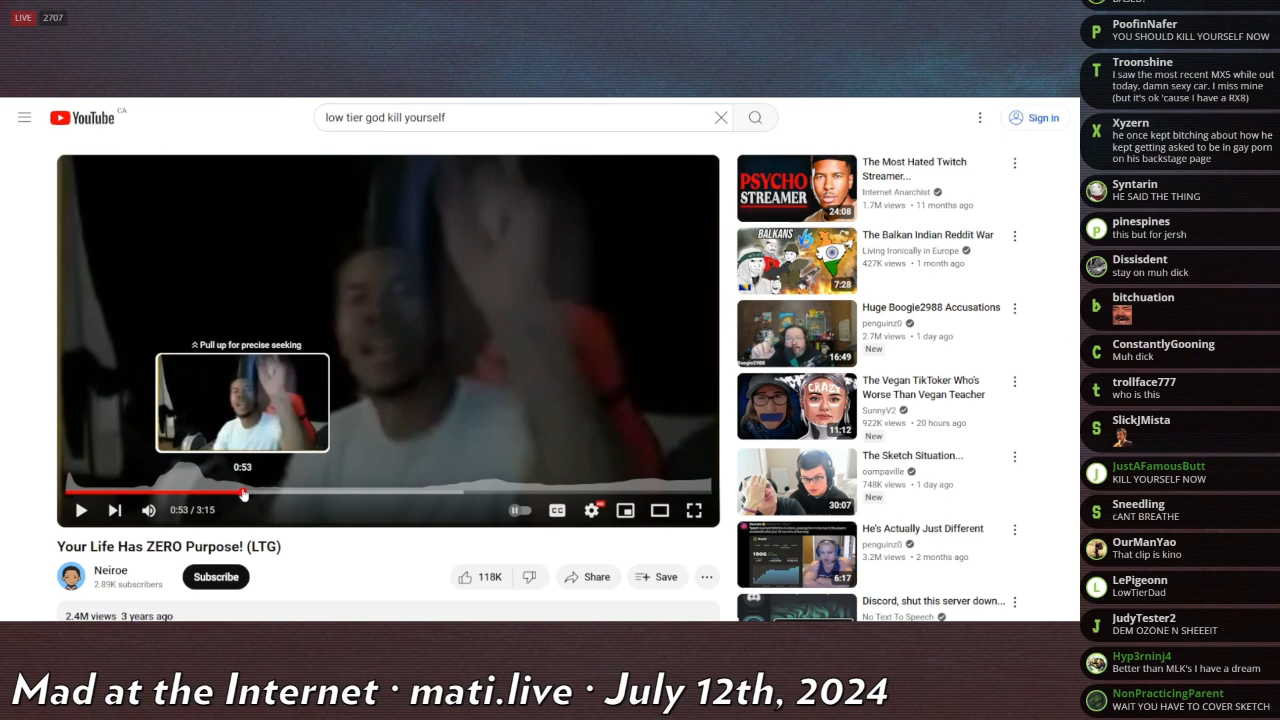 LIVE 2707
YouTube CA
low tier god kill yourself
Sign in
Pull up for precise seeking
0:53
0:53 / 3:15
CC
HD
Your Life Has ZERO Purpose! (LTG)
Neiroe
2.89K subscribers
Subscribe
118K
Share
Save
2.4M views 3 years ago
PSYCHO
STREAMER
24:08
The Most Hated Twitch
Streamer...
Internet Anarchist
1.7M views • 11 months ago
BALKANS
7:28
The Balkan Indian Reddit War
Living Ironically in Europe
427K views • 1 month ago
Boogie2988
16:49
Huge Boogie2988 Accusations
penguinz0
2.7M views • 1 day ago
New
CRAZY
11:12
The Vegan TikToker Who's
Worse Than Vegan Teacher
SunnyV2
922K views • 20 hours ago
New
30:07
The Sketch Situation...
oompaville
748K views • 1 day ago
New
6:17
He's Actually Just Different
penguinz0
3.2M views • 2 months ago
Discord, shut this server down...
No Text To Speech
BASED?
PoofinNafer
YOU SHOULD KILL YOURSELF NOW
Troonshine
I saw the most recent MX5 while out
today, damn sexy car. I miss mine
(but it's ok 'cause I have a RX8)
Xyzern
he once kept bitching about how he
kept getting asked to be in gay porn
on his backstage page
Syntarin
HE SAID THE THING
pinespines
this but for jersh
Dissisdent
stay on muh dick
bitchuation
ConstantlyGooning
Muh dick
trollface777
who is this
SlickJMista
JustAFamousButt
KILL YOURSELF NOW
Sneedling
CANT BREATHE
OurManYao
That clip is kino
LePigeonn
LowTierDad
JudyTester2
DEM OZONE N SHEEEIT
Hyp3rninj4
Better than MLK's I have a dream
NonPracticingParent
WAIT YOU HAVE TO COVER SKETCH
Mad at the Internet · mati.live · July 12th, 2024